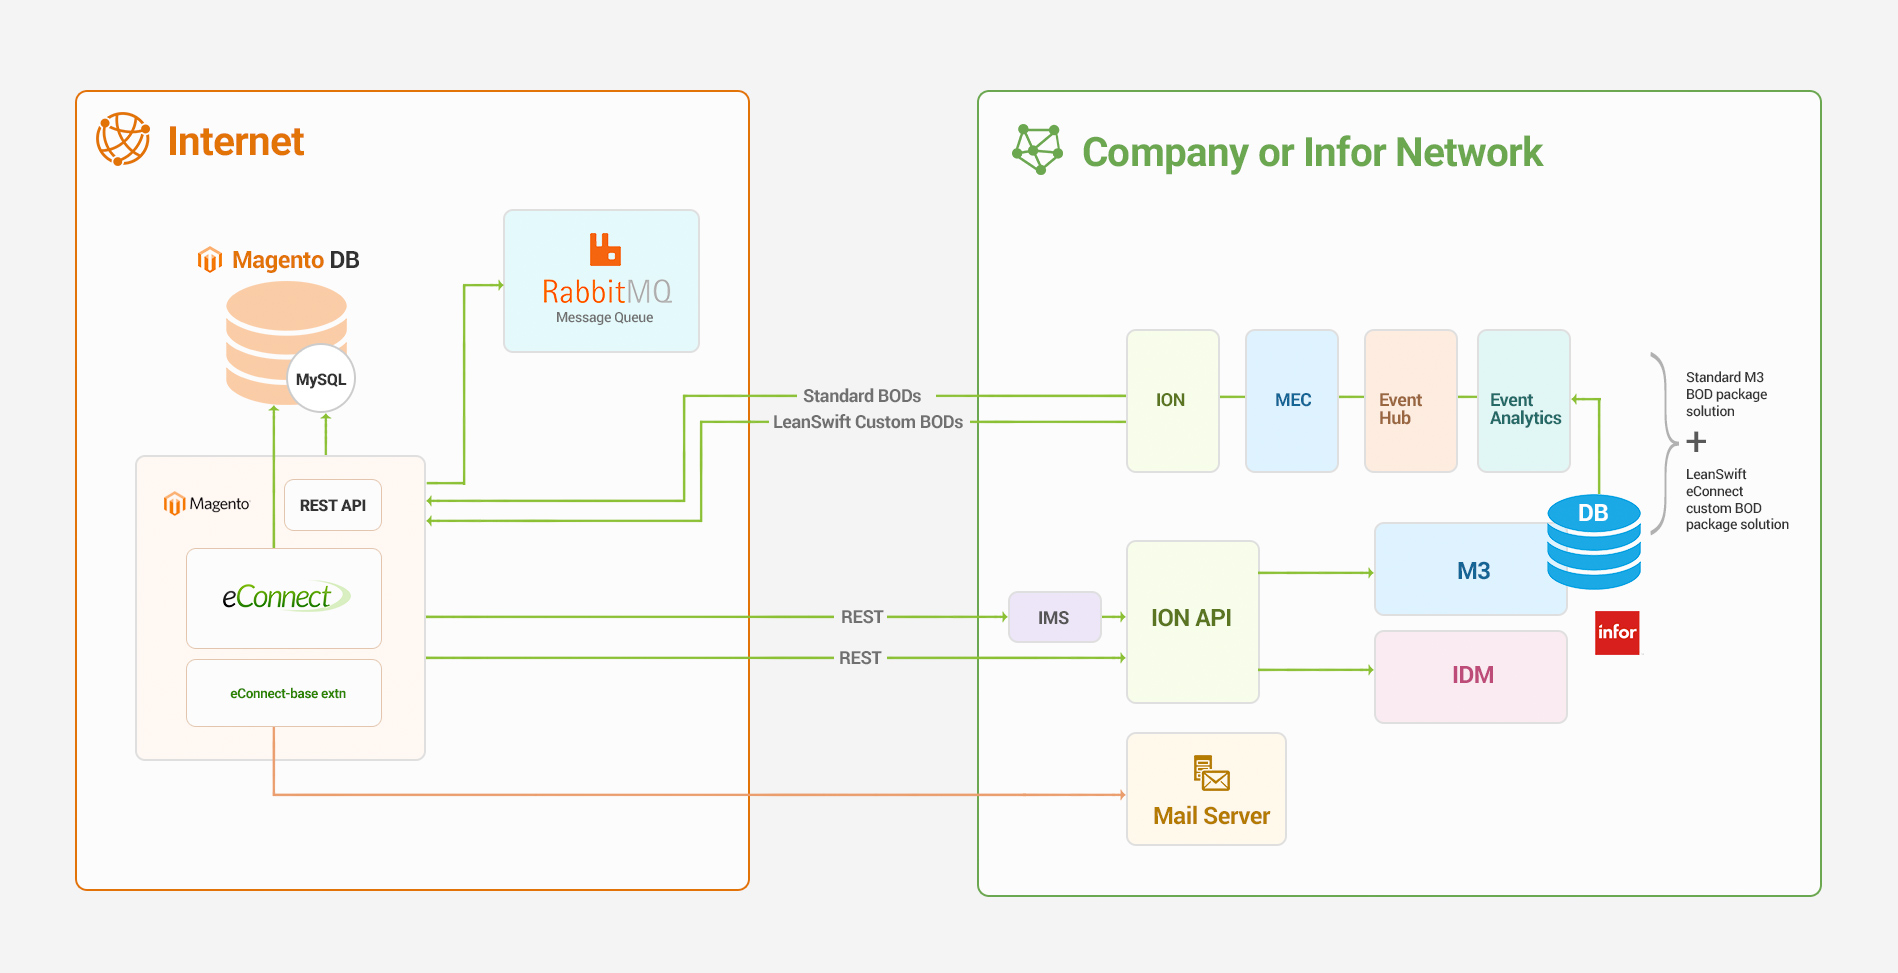 Internet
Magento DB
MySQL
RabbitMQ
Message Queue
Magento
REST API
eConnect
eConnect-base extn
Standard BODs
LeanSwift Custom BODs
REST
REST
Company or Infor Network
ION
MEC
Event
Hub
Event
Analytics
Standard M3
BOD package
solution
+
LeanSwift
eConnect
custom BOD
package solution
DB
M3
infor
IMS
ION API
IDM
Mail Server